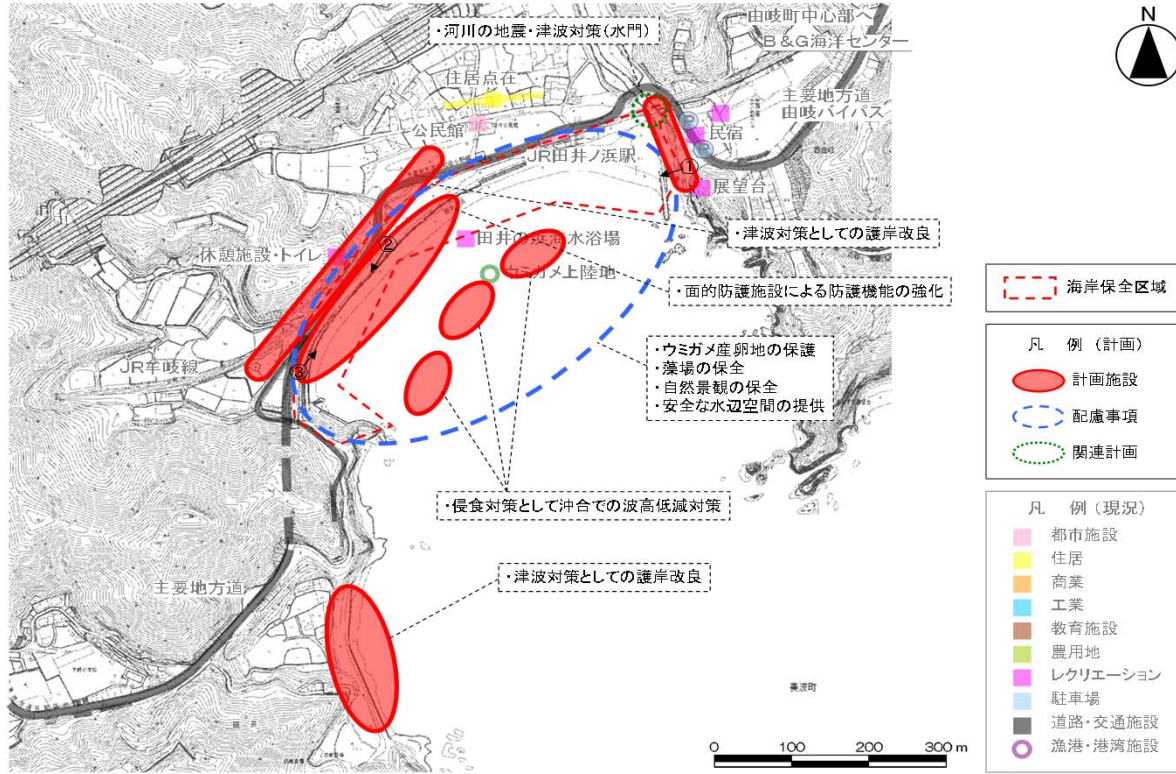 ・河川の地震・津波対策(水門)
由岐町中心部へ
B&G海洋センター
N
住居点在
主要地方道
由岐バイパス
公民館
P
民宿
P
JR田井ノ浜駅
①
展望台
・津波対策としての護岸改良
田井の浜海水浴場
②
休憩施設・トイレ
ウミガメ上陸地
・面的防護施設による防護機能の強化
海岸保全区域
・ウミガメ産卵地の保護
・藻場の保全
・自然景観の保全
・安全な水辺空間の提供
JR牟岐線
③
凡 例(計画)
計画施設
配慮事項
関連計画
・侵食対策として沖合での波高低減対策
凡 例(現況)
都市施設
住居
商業
工業
教育施設
農用地
レクリエーション
駐車場
道路・交通施設
漁港・港湾施設
主要地方道
・津波対策としての護岸改良
美波町
0 100 200 300 m